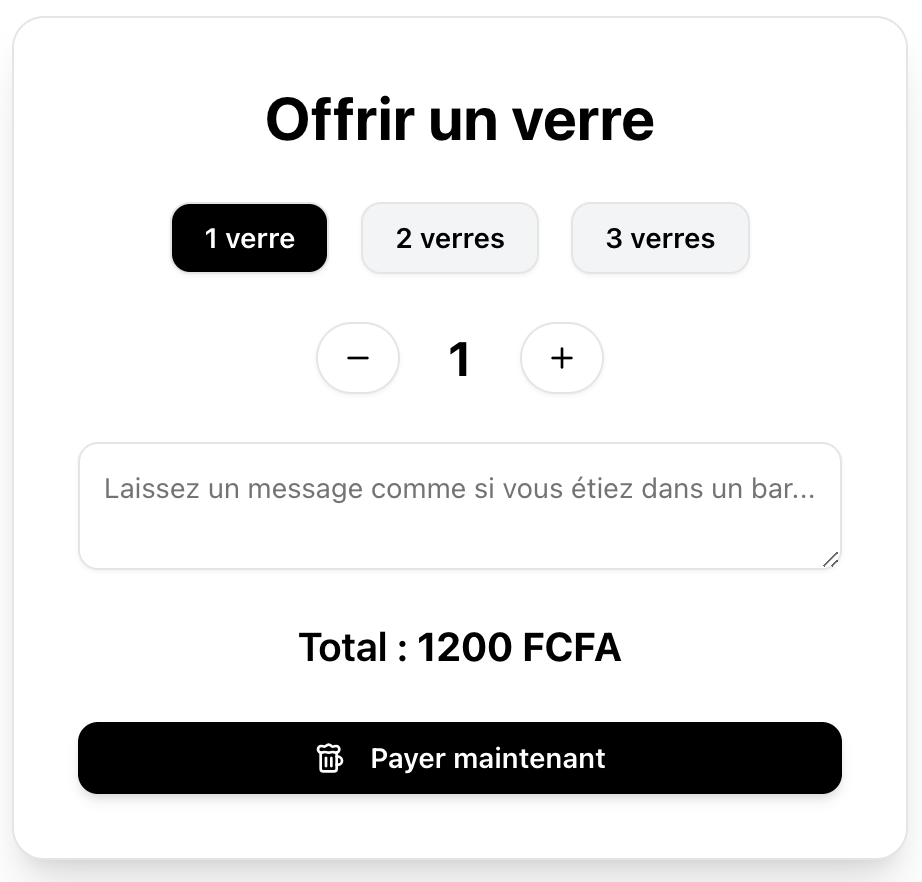 Offrir un verre
1 verre 2 verres 3 verres
− 1 +
Laissez un message comme si vous étiez dans un bar...
Total : 1200 FCFA
Payer maintenant